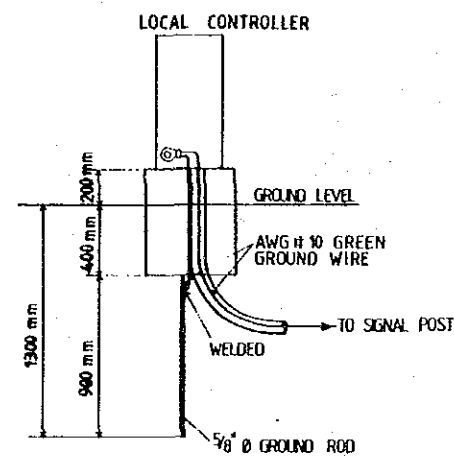 LOCAL CONTROLLER
200 mm
GROUND LEVEL
400 mm
AWG # 10 GREEN
GROUND WIRE
TO SIGNAL POST
WELDED
1300 mm
900 mm
5/8" Ø GROUND ROD